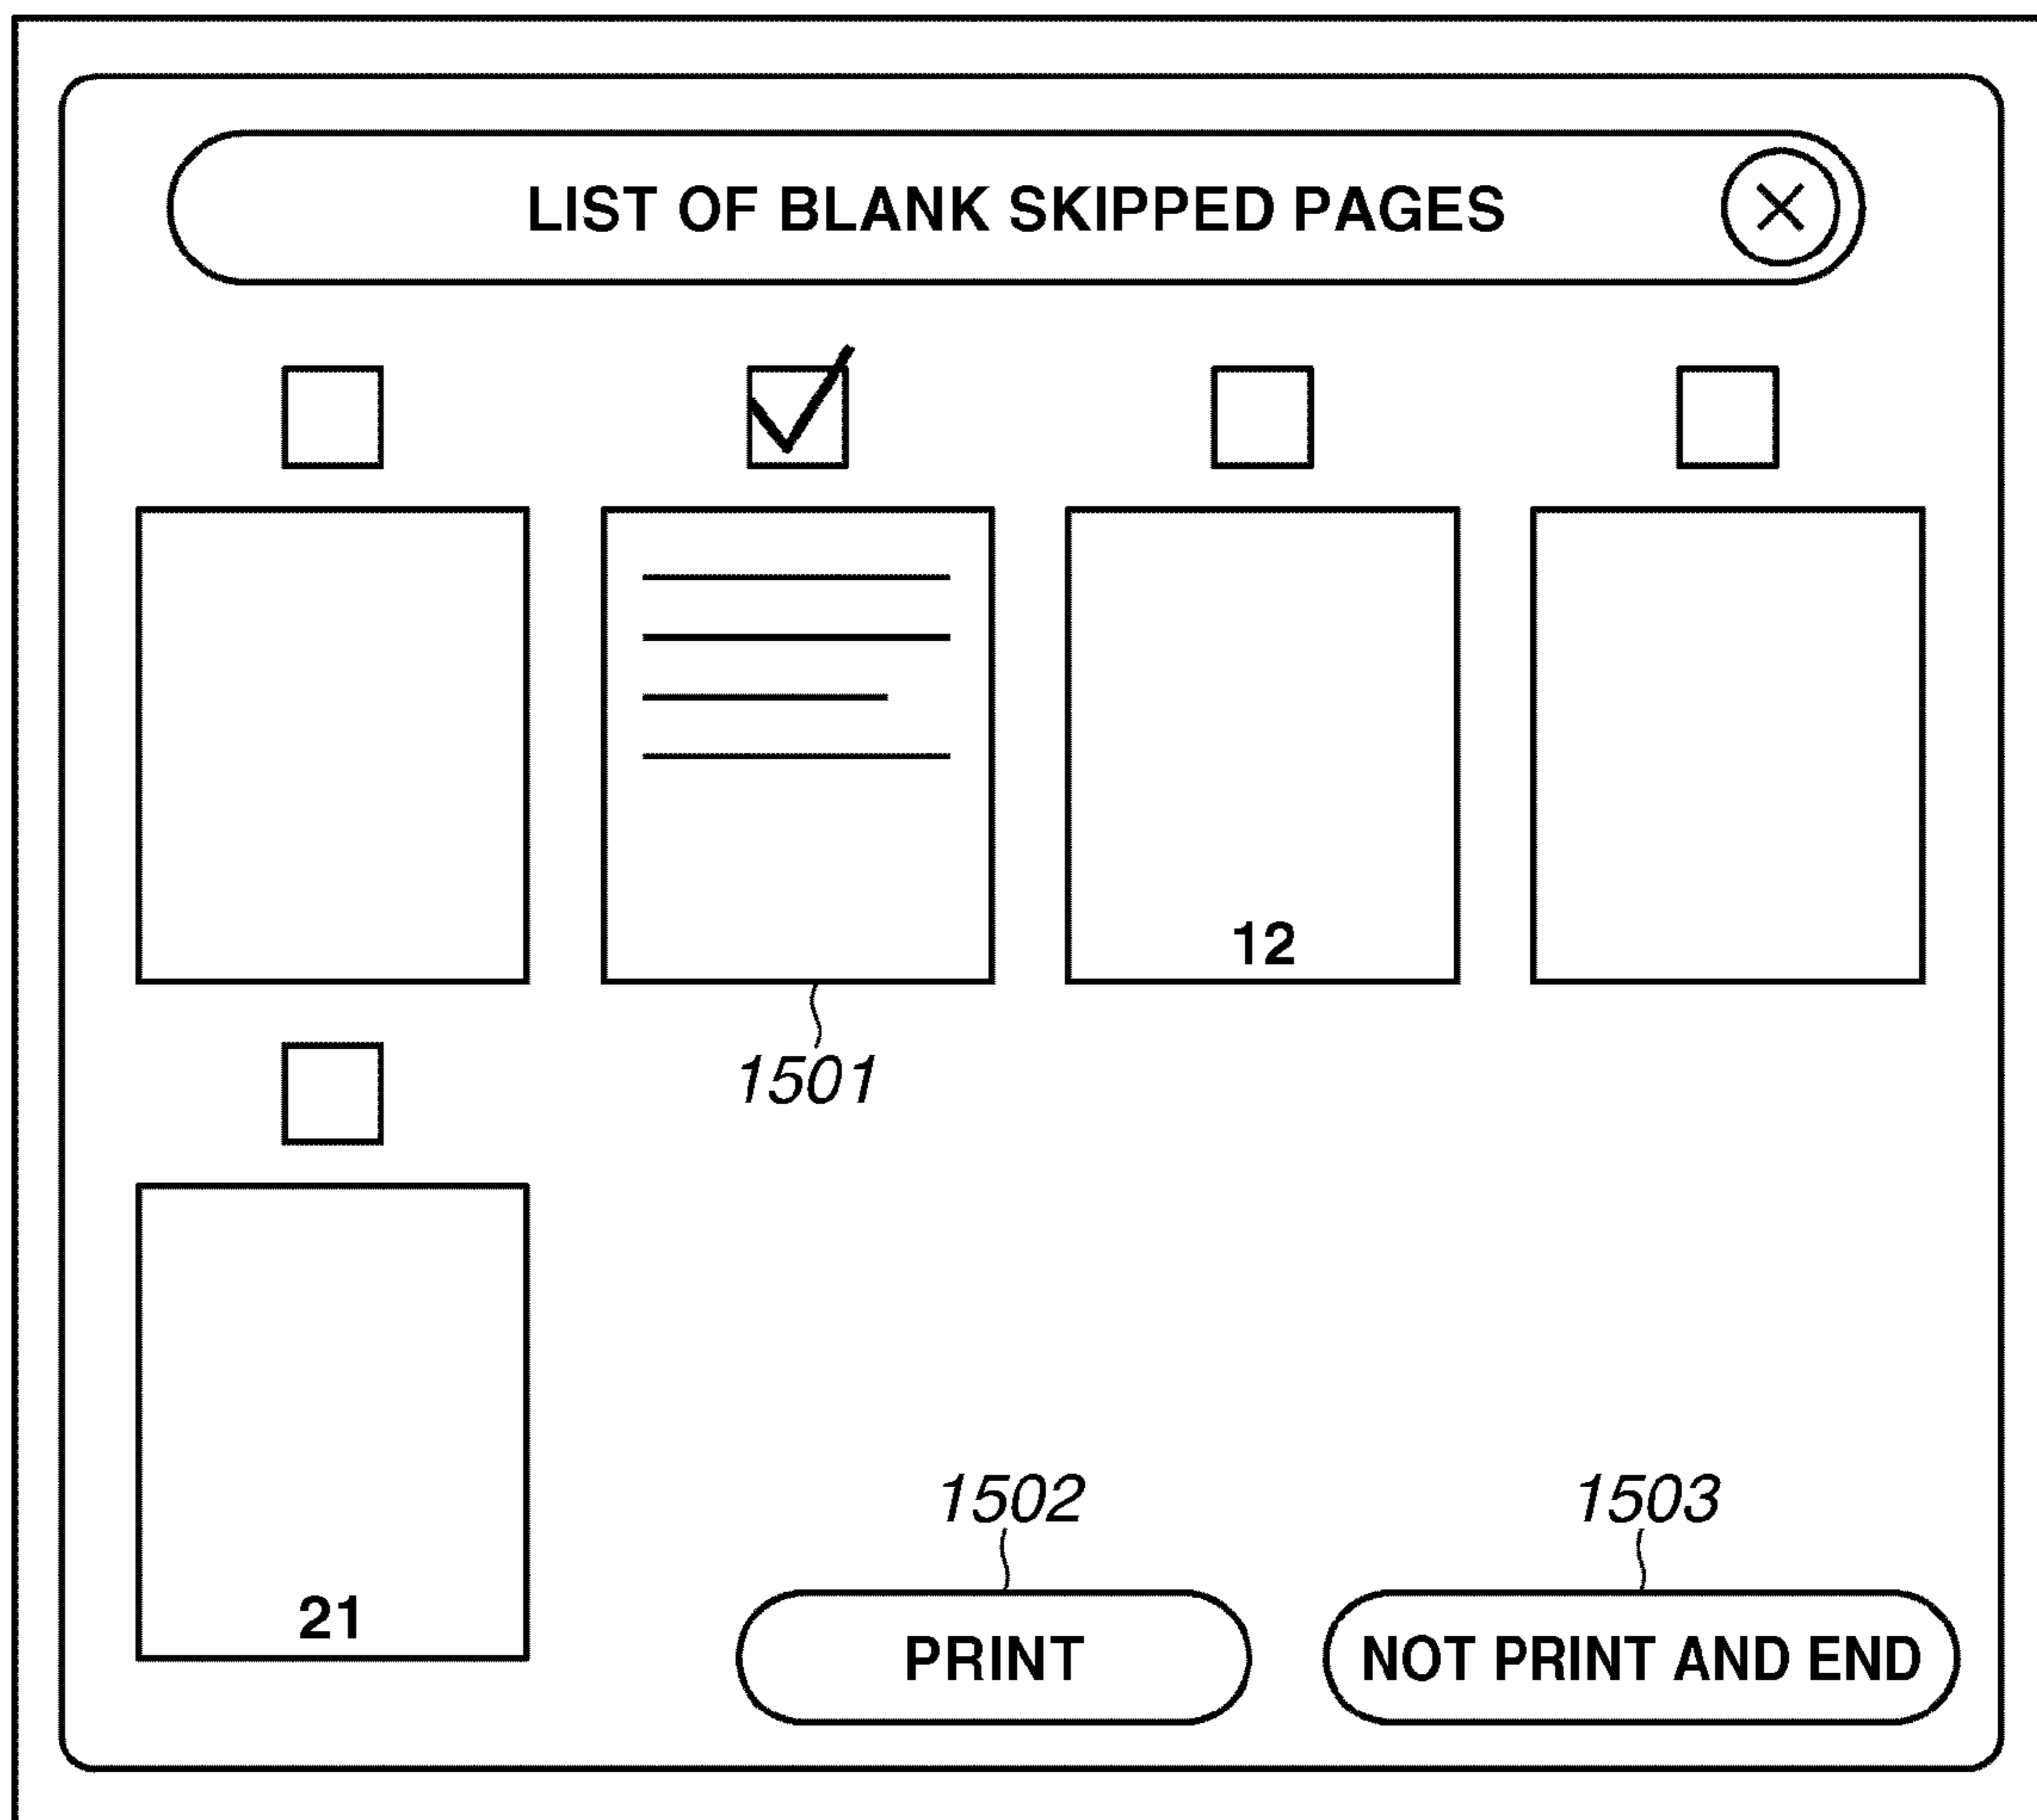 LIST OF BLANK SKIPPED PAGES
12
1501
21
1502
1503
PRINT
NOT PRINT AND END